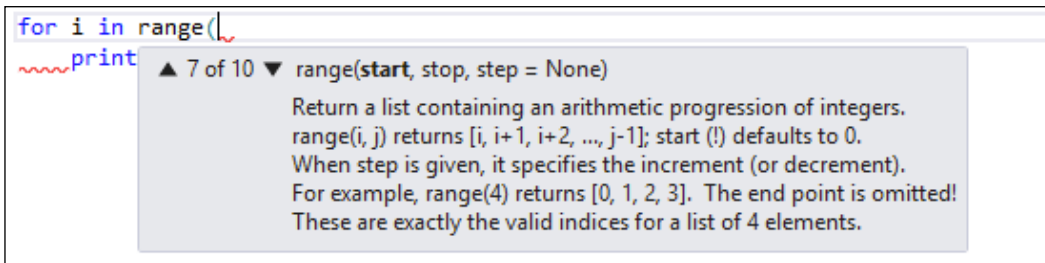 for i in range(
print
▲ 7 of 10 ▼ range(start, stop, step = None)
Return a list containing an arithmetic progression of integers.
range(i, j) returns [i, i+1, i+2, ..., j-1]; start (!) defaults to 0.
When step is given, it specifies the increment (or decrement).
For example, range(4) returns [0, 1, 2, 3].  The end point is omitted!
These are exactly the valid indices for a list of 4 elements.